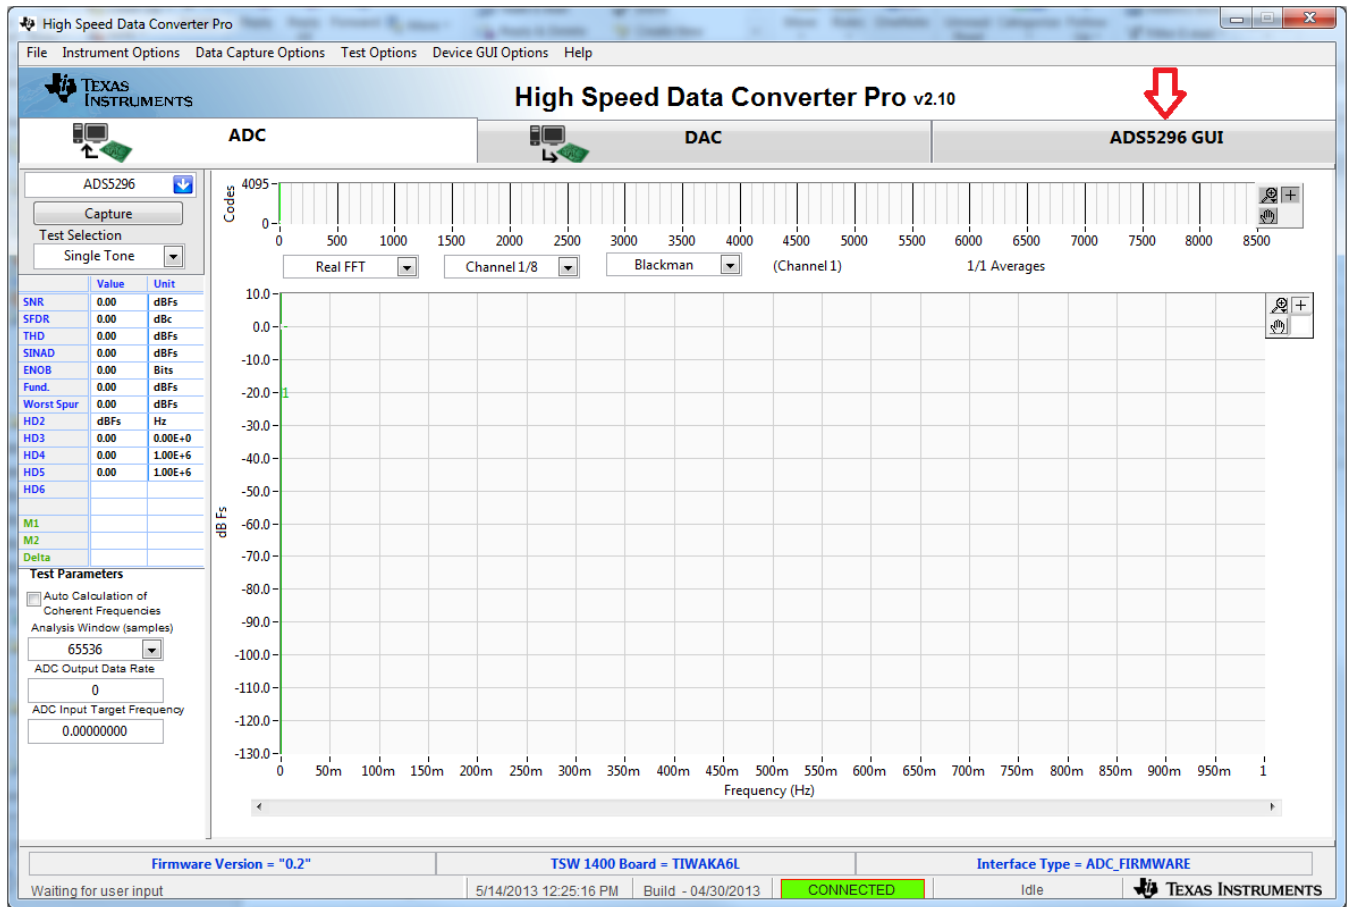 High Speed Data Converter Pro
File Instrument Options Data Capture Options Test Options Device GUI Options Help
TEXAS INSTRUMENTS
High Speed Data Converter Pro v2.10
ADC DAC ADS5296 GUI
ADS5296
Capture
Test Selection
Single Tone
Value Unit
SNR 0.00 dBFs
SFDR 0.00 dBc
THD 0.00 dBFs
SINAD 0.00 dBFs
ENOB 0.00 Bits
Fund. 0.00 dBFs
Worst Spur 0.00 dBFs
HD2 dBFs Hz
HD3 0.00 0.00E+0
HD4 0.00 1.00E+6
HD5 0.00 1.00E+6
HD6
M1
M2
Delta
Test Parameters
Auto Calculation of
Coherent Frequencies
Analysis Window (samples)
65536
ADC Output Data Rate
0
ADC Input Target Frequency
0.00000000
Codes
4095
0
0 500 1000 1500 2000 2500 3000 3500 4000 4500 5000 5500 6000 6500 7000 7500 8000 8500
Real FFT Channel 1/8 Blackman (Channel 1) 1/1 Averages
dB Fs
10.0
0.0
-10.0
-20.0
1
-30.0
-40.0
-50.0
-60.0
-70.0
-80.0
-90.0
-100.0
-110.0
-120.0
-130.0
0 50m 100m 150m 200m 250m 300m 350m 400m 450m 500m 550m 600m 650m 700m 750m 800m 850m 900m 950m 1
Frequency (Hz)
Firmware Version = "0.2" TSW 1400 Board = TIWAKA6L Interface Type = ADC_FIRMWARE
Waiting for user input 5/14/2013 12:25:16 PM Build - 04/30/2013 CONNECTED Idle TEXAS INSTRUMENTS